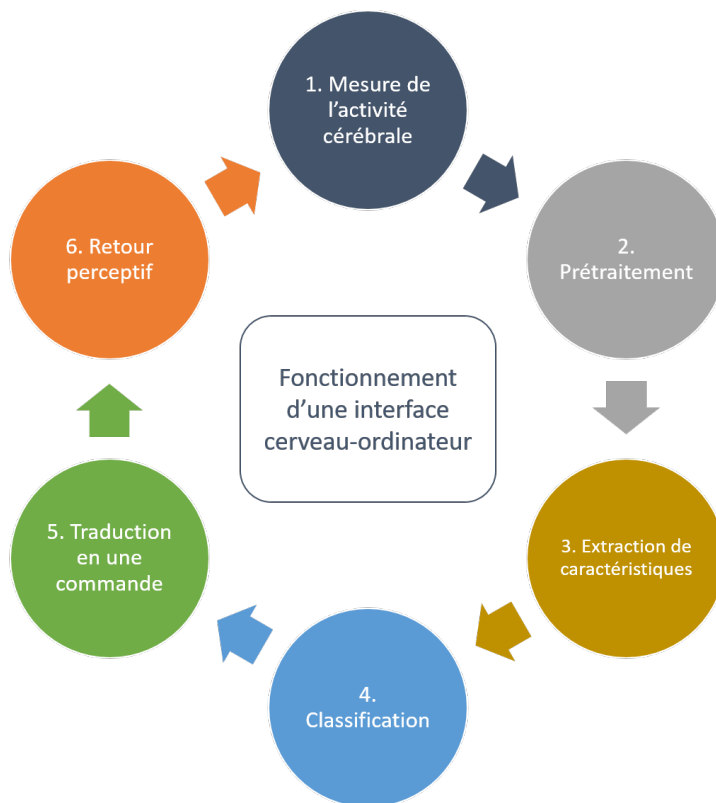 1. Mesure de
l’activité
cérébrale
2.
Prétraitement
3. Extraction de
caractéristiques
4.
Classification
5. Traduction
en une
commande
6. Retour
perceptif
Fonctionnement
d’une interface
cerveau-ordinateur